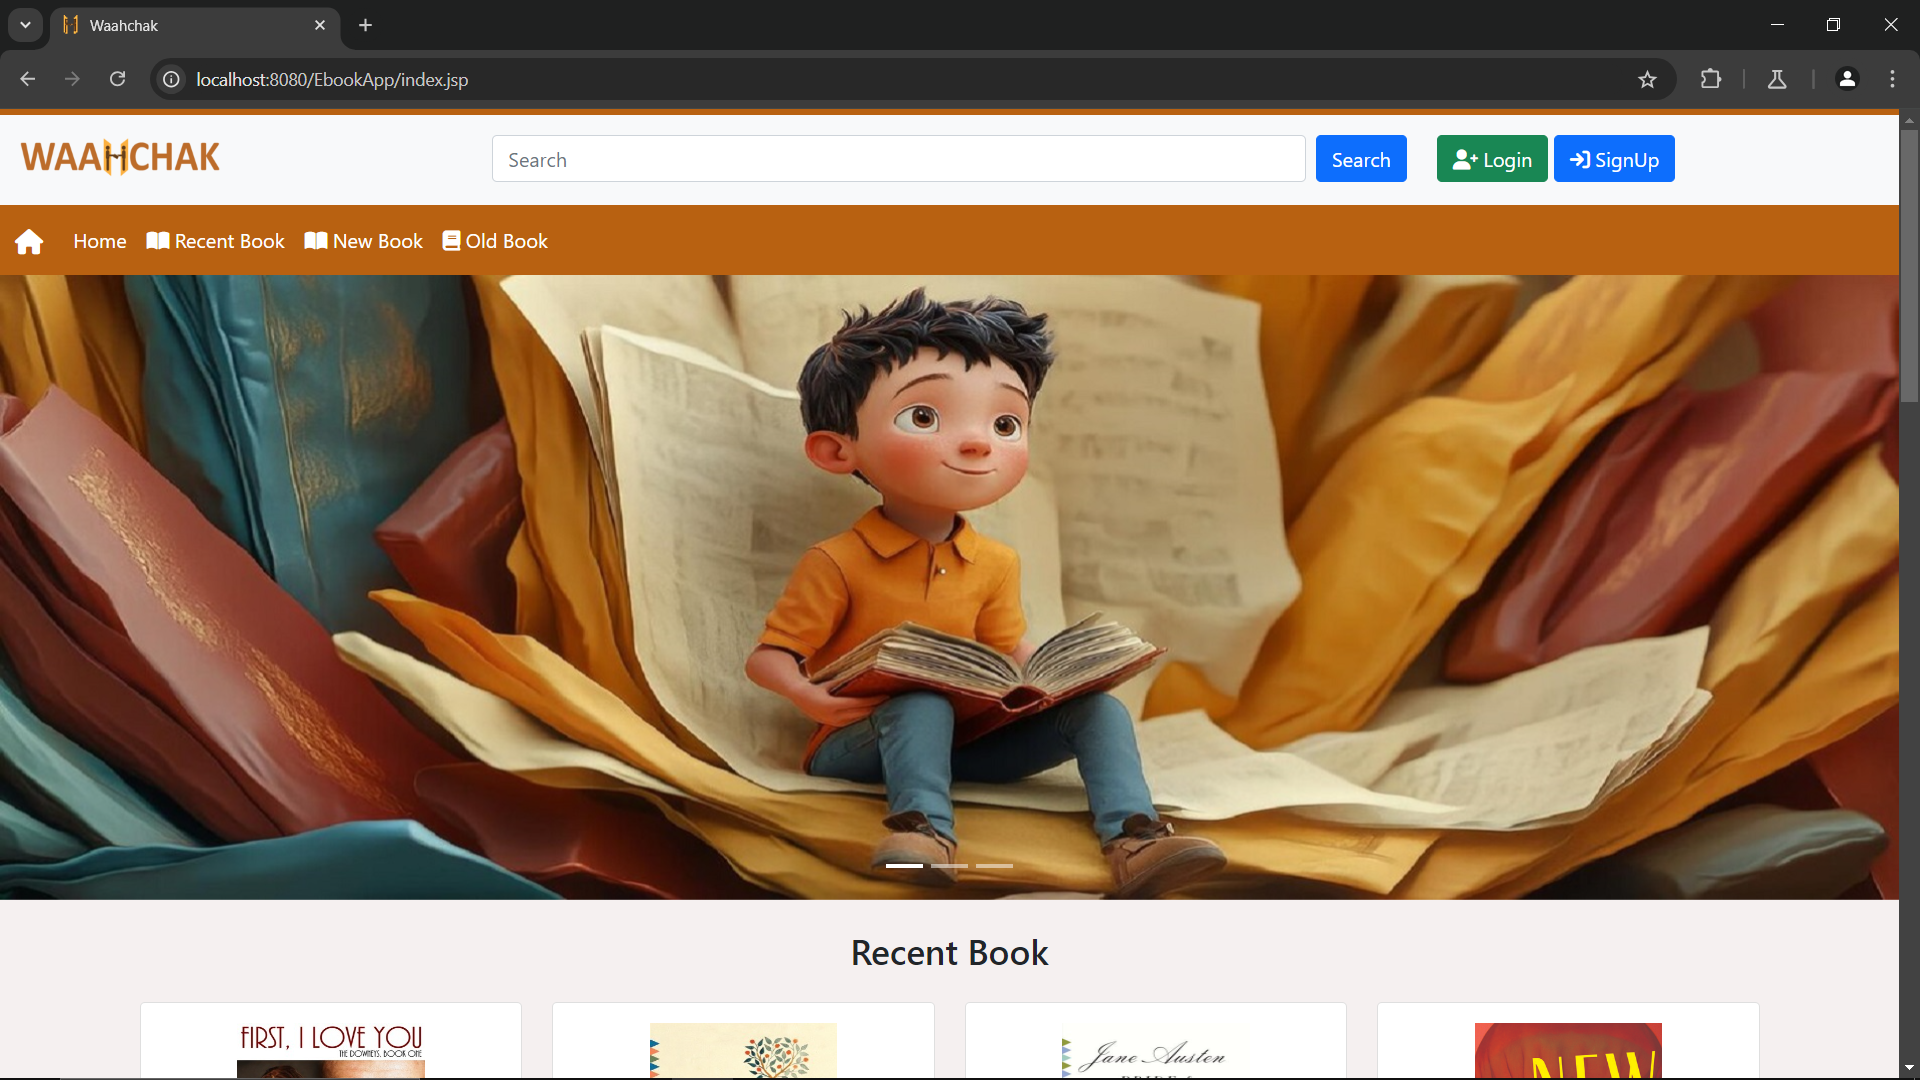 Waahchak
localhost:8080/EbookApp/index.jsp
WAAHCHAK
Search
Search
Login
SignUp
Home
Recent Book
New Book
Old Book
Recent Book
FIRST, I LOVE YOU
THE DOWNEYS, BOOK ONE
Jane Austen
NEW